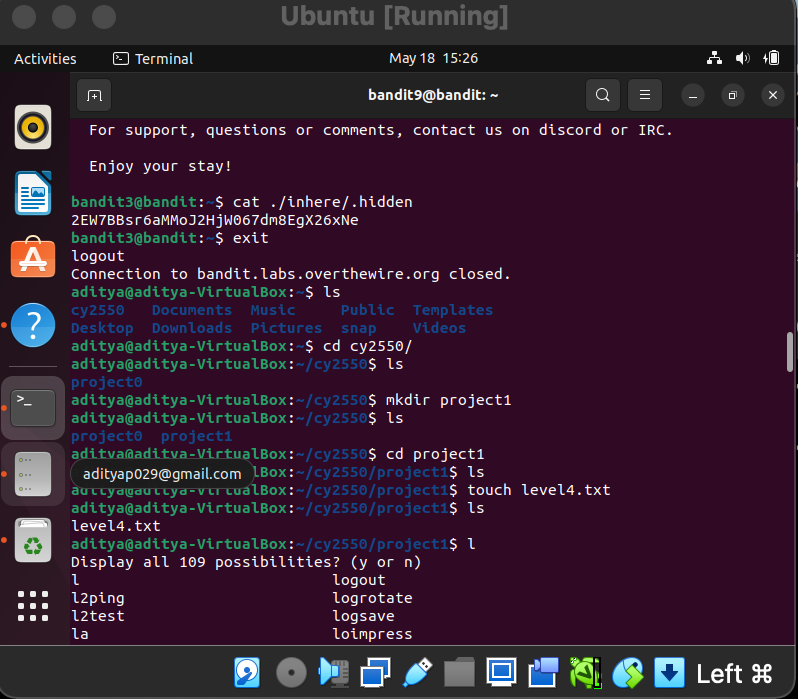 Ubuntu [Running]
Activities Terminal May 18 15:26
bandit9@bandit: ~
For support, questions or comments, contact us on discord or IRC.
Enjoy your stay!
bandit3@bandit:~$ cat ./inhere/.hidden
2EW7BBsr6aMMoJ2HjW067dm8EgX26xNe
bandit3@bandit:~$ exit
logout
Connection to bandit.labs.overthewire.org closed.
aditya@aditya-VirtualBox:~$ ls
cy2550 Documents Music Public Templates
Desktop Downloads Pictures snap Videos
aditya@aditya-VirtualBox:~$ cd cy2550/
aditya@aditya-VirtualBox:~/cy2550$ ls
project0
aditya@aditya-VirtualBox:~/cy2550$ mkdir project1
aditya@aditya-VirtualBox:~/cy2550$ ls
project0 project1
aditya@aditya-VirtualBox:~/cy2550$ cd project1
adityap029@gmail.com lBox:~/cy2550/project1$ ls
lBox:~/cy2550/project1$ touch level4.txt
aditya@aditya-VirtualBox:~/cy2550/project1$ ls
level4.txt
aditya@aditya-VirtualBox:~/cy2550/project1$ l
Display all 109 possibilities? (y or n)
l logout
l2ping logrotate
l2test logsave
la loimpress
Left ⌘